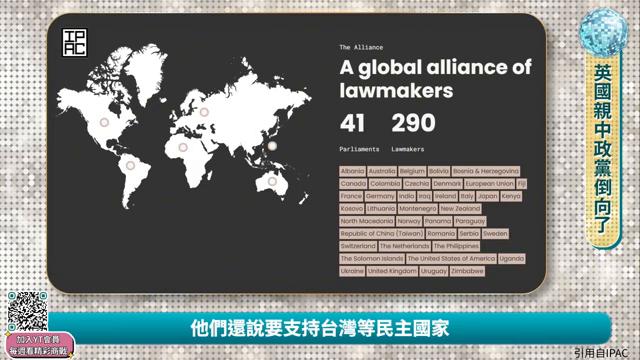 IP
AC
The Alliance
A global alliance of
lawmakers
41 290
Parliaments Lawmakers
Albania Australia Belgium Bolivia Bosnia & Herzegovina
Canada Colombia Czechia Denmark European Union Fiji
France Germany India Iraq Ireland Italy Japan Kenya
Kosovo Lithuania Montenegro New Zealand
North Macedonia Norway Panama Paraguay
Republic of China (Taiwan) Romania Serbia Sweden
Switzerland The Netherlands The Philippines
The Solomon Islands The United States of America Uganda
Ukraine United Kingdom Uruguay Zimbabwe
英國親中政黨倒向了
他們還說要支持台灣等民主國家
加入YT會員
每週看精彩商戰
引用自IPAC